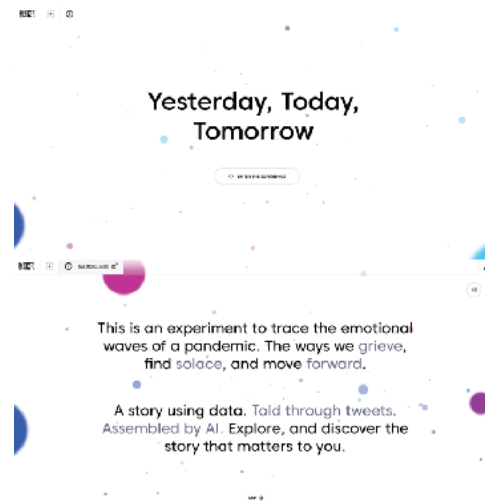 Yesterday, Today,
Tomorrow
This is an experiment to trace the emotional
waves of a pandemic. The ways we grieve,
find solace, and move forward.
A story using data. Told through tweets.
Assembled by AI. Explore, and discover the
story that matters to you.